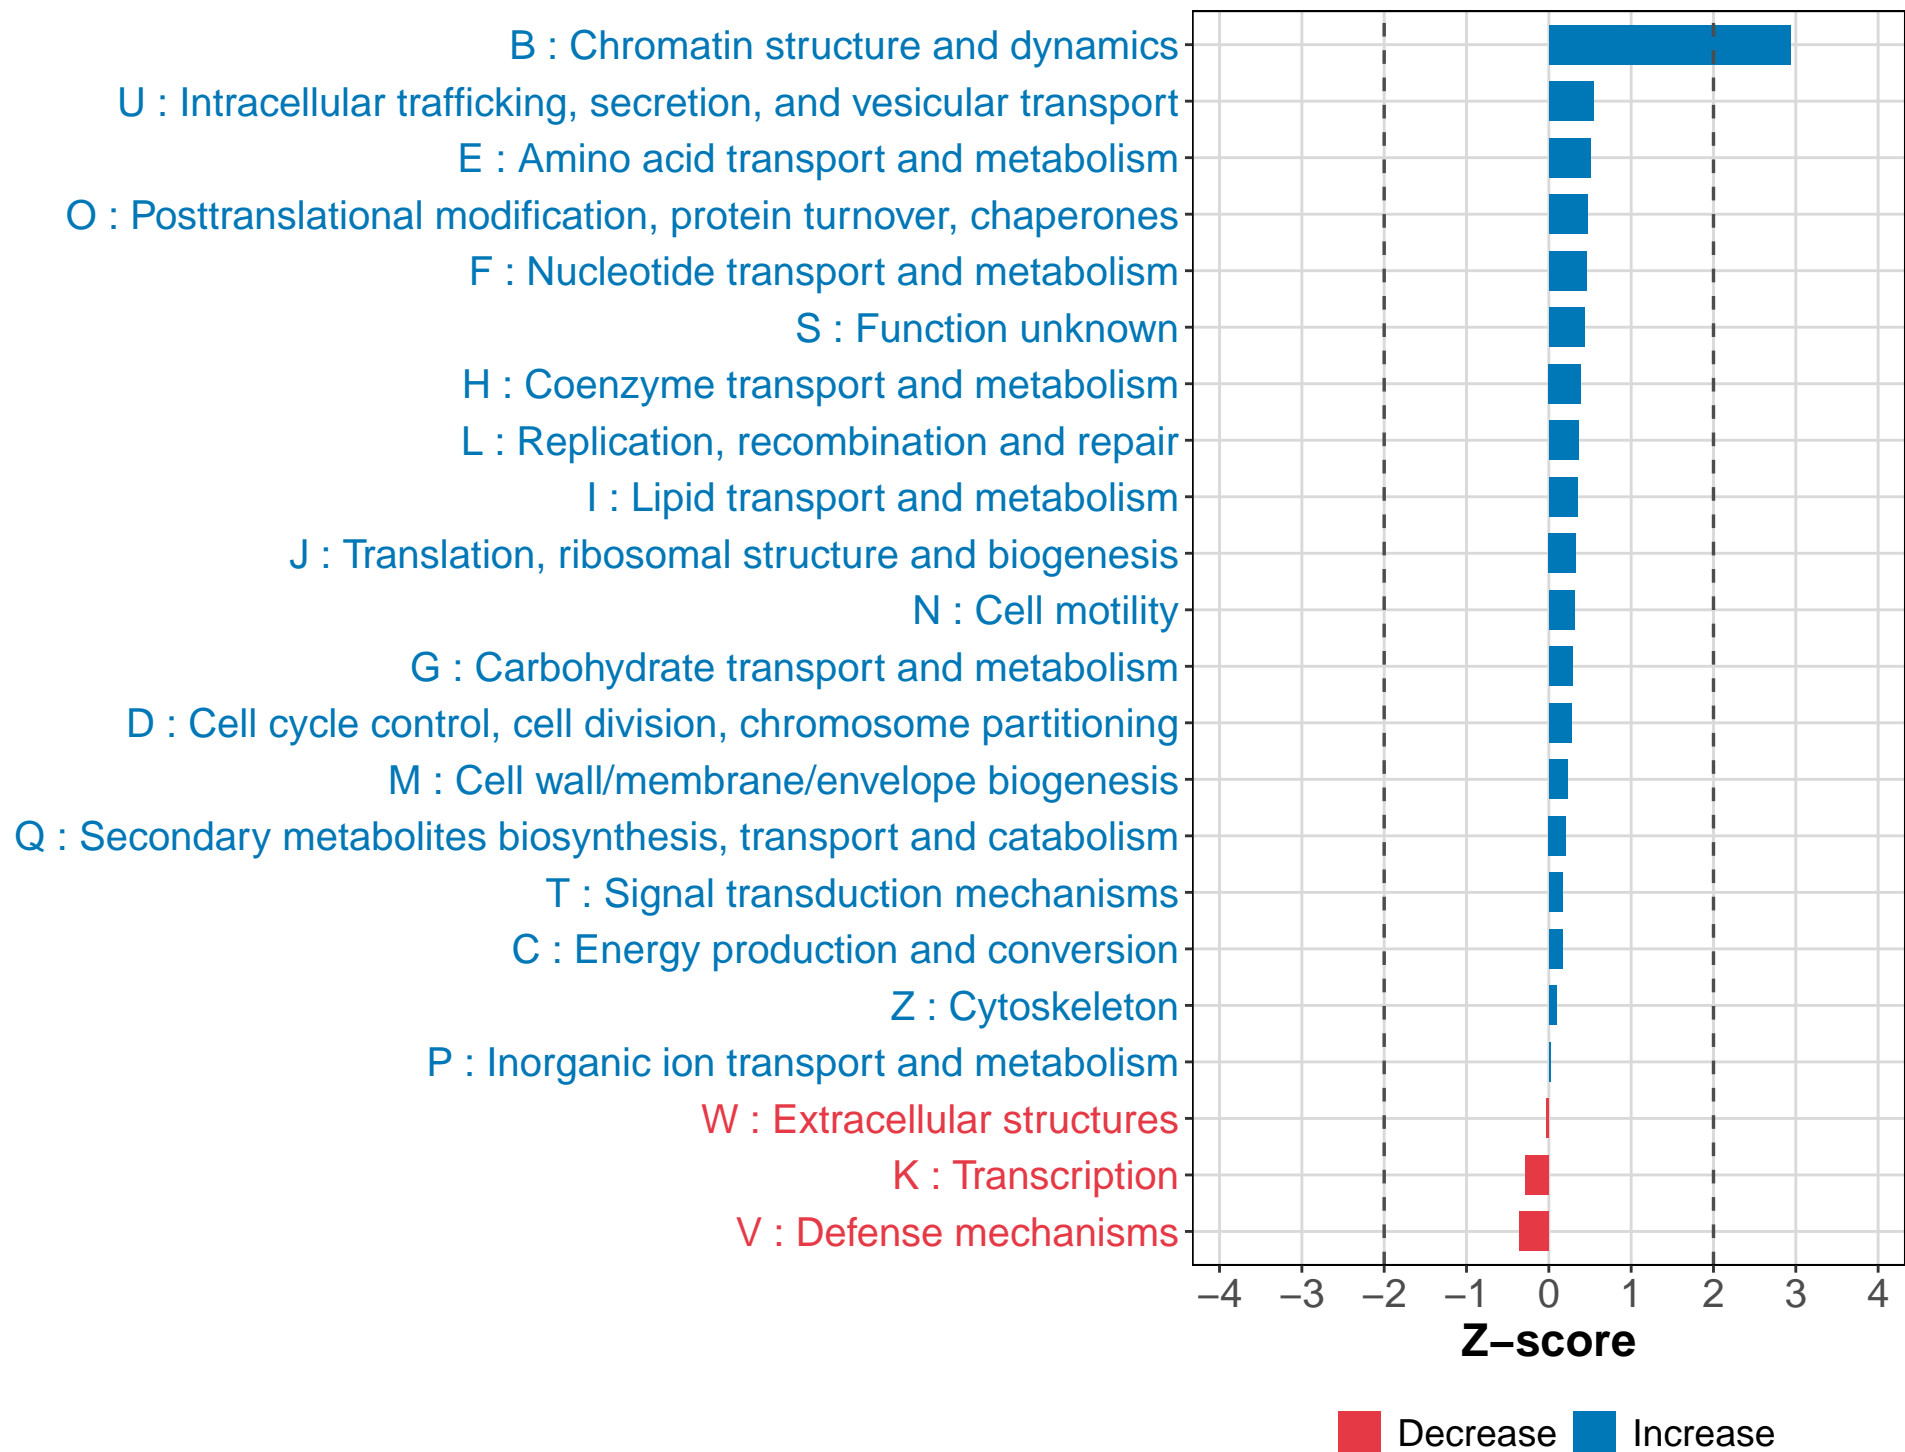 B : Chromatin structure and dynamics
U : Intracellular trafficking, secretion, and vesicular transport
E : Amino acid transport and metabolism
O : Posttranslational modification, protein turnover, chaperones
F : Nucleotide transport and metabolism
S : Function unknown
H : Coenzyme transport and metabolism
L : Replication, recombination and repair
I : Lipid transport and metabolism
J : Translation, ribosomal structure and biogenesis
N : Cell motility
G : Carbohydrate transport and metabolism
D : Cell cycle control, cell division, chromosome partitioning
M : Cell wall/membrane/envelope biogenesis
Q : Secondary metabolites biosynthesis, transport and catabolism
T : Signal transduction mechanisms
C : Energy production and conversion
Z : Cytoskeleton
P : Inorganic ion transport and metabolism
W : Extracellular structures
K : Transcription
V : Defense mechanisms
−4 −3 −2 −1 0 1 2 3 4
Z−score
Decrease Increase